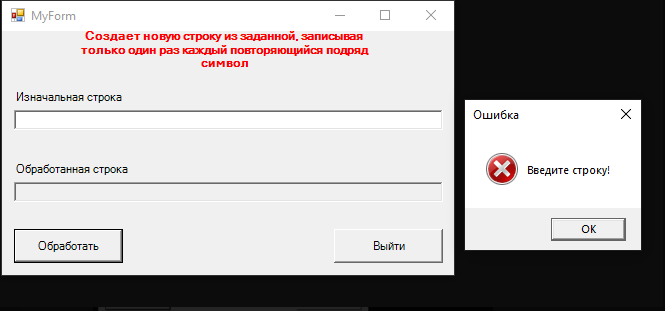 MyForm
Создает новую строку из заданной, записывая
только один раз каждый повторяющийся подряд
символ
Изначальная строка
Обработанная строка
Обработать
Выйти
Ошибка
Введите строку!
OK